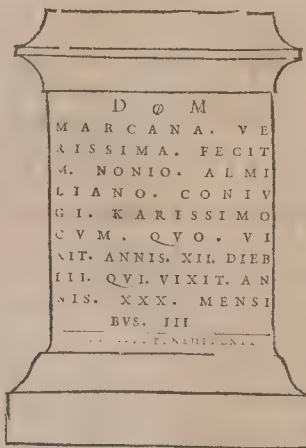 D φ M
MARCANA. VE
RISSIMA. FECIT
M. NONIO. ALMI
LIANO. CONIV
GI. KARISSIMO
CVM. QVO. VI
XIT. ANNIS. XII. DIEB
III. QVI. VIXIT. AN
NIS. XXX. MENSI
BVS. III